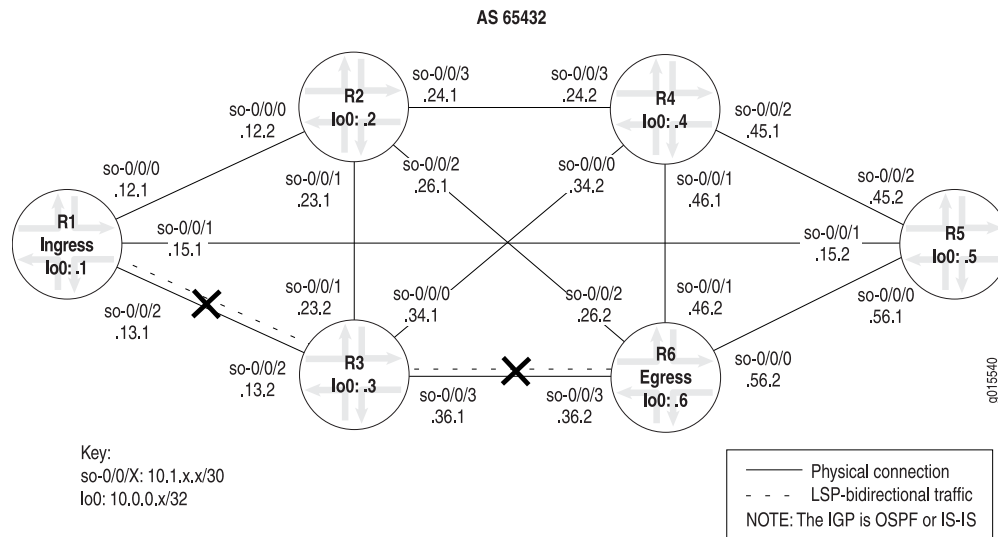 AS 65432
so-0/0/3
.24.1
so-0/0/3
.24.2
R2
lo0: .2
R4
lo0: .4
so-0/0/0
.12.2
so-0/0/2
.45.1
so-0/0/0
.12.1
so-0/0/1
.23.1
so-0/0/2
.26.1
so-0/0/0
.34.2
so-0/0/1
.46.1
so-0/0/2
.45.2
R1
Ingress
lo0: .1
so-0/0/1
.15.1
so-0/0/1
.15.2
R5
lo0: .5
so-0/0/2
.13.1
so-0/0/1
.23.2
so-0/0/0
.34.1
so-0/0/2
.26.2
so-0/0/1
.46.2
so-0/0/0
.56.1
so-0/0/2
.13.2
R3
lo0: .3
so-0/0/3
.36.1
so-0/0/3
.36.2
R6
Egress
lo0: .6
so-0/0/0
.56.2
g015540
Key:
so-0/0/X: 10.1.x.x/30
lo0: 10.0.0.x/32
Physical connection
LSP-bidirectional traffic
NOTE: The IGP is OSPF or IS-IS